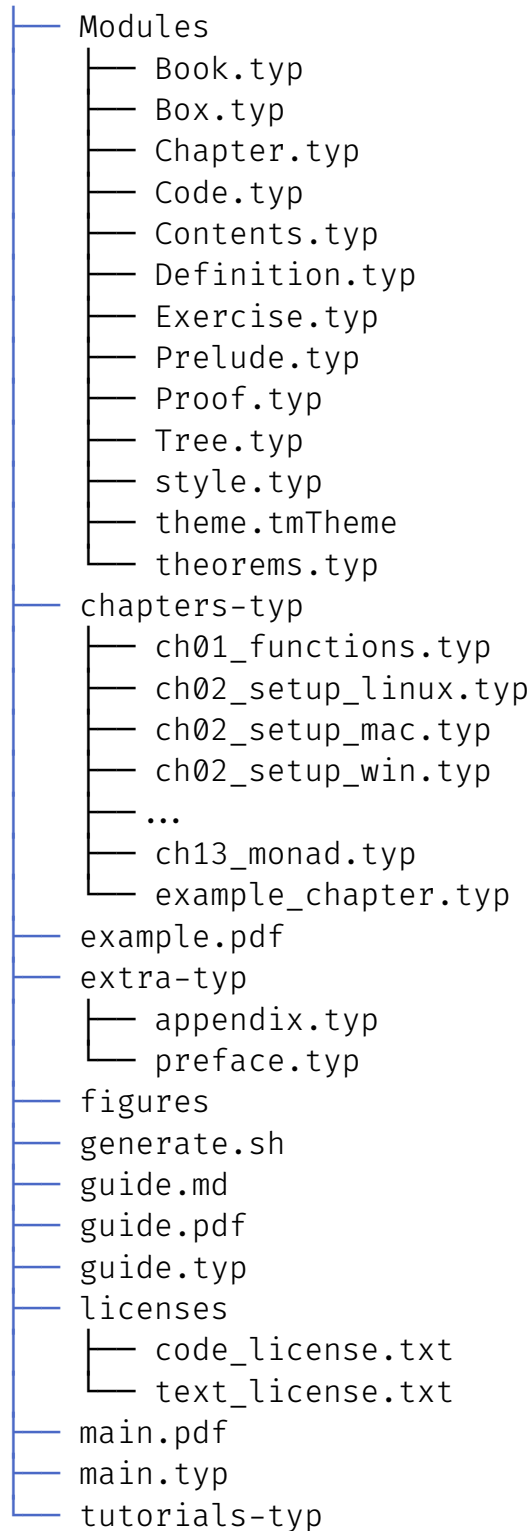 Modules
Book.typ
Box.typ
Chapter.typ
Code.typ
Contents.typ
Definition.typ
Exercise.typ
Prelude.typ
Proof.typ
Tree.typ
style.typ
theme.tmTheme
theorems.typ
chapters-typ
ch01_functions.typ
ch02_setup_linux.typ
ch02_setup_mac.typ
ch02_setup_win.typ
...
ch13_monad.typ
example_chapter.typ
example.pdf
extra-typ
appendix.typ
preface.typ
figures
generate.sh
guide.md
guide.pdf
guide.typ
licenses
code_license.txt
text_license.txt
main.pdf
main.typ
tutorials-typ